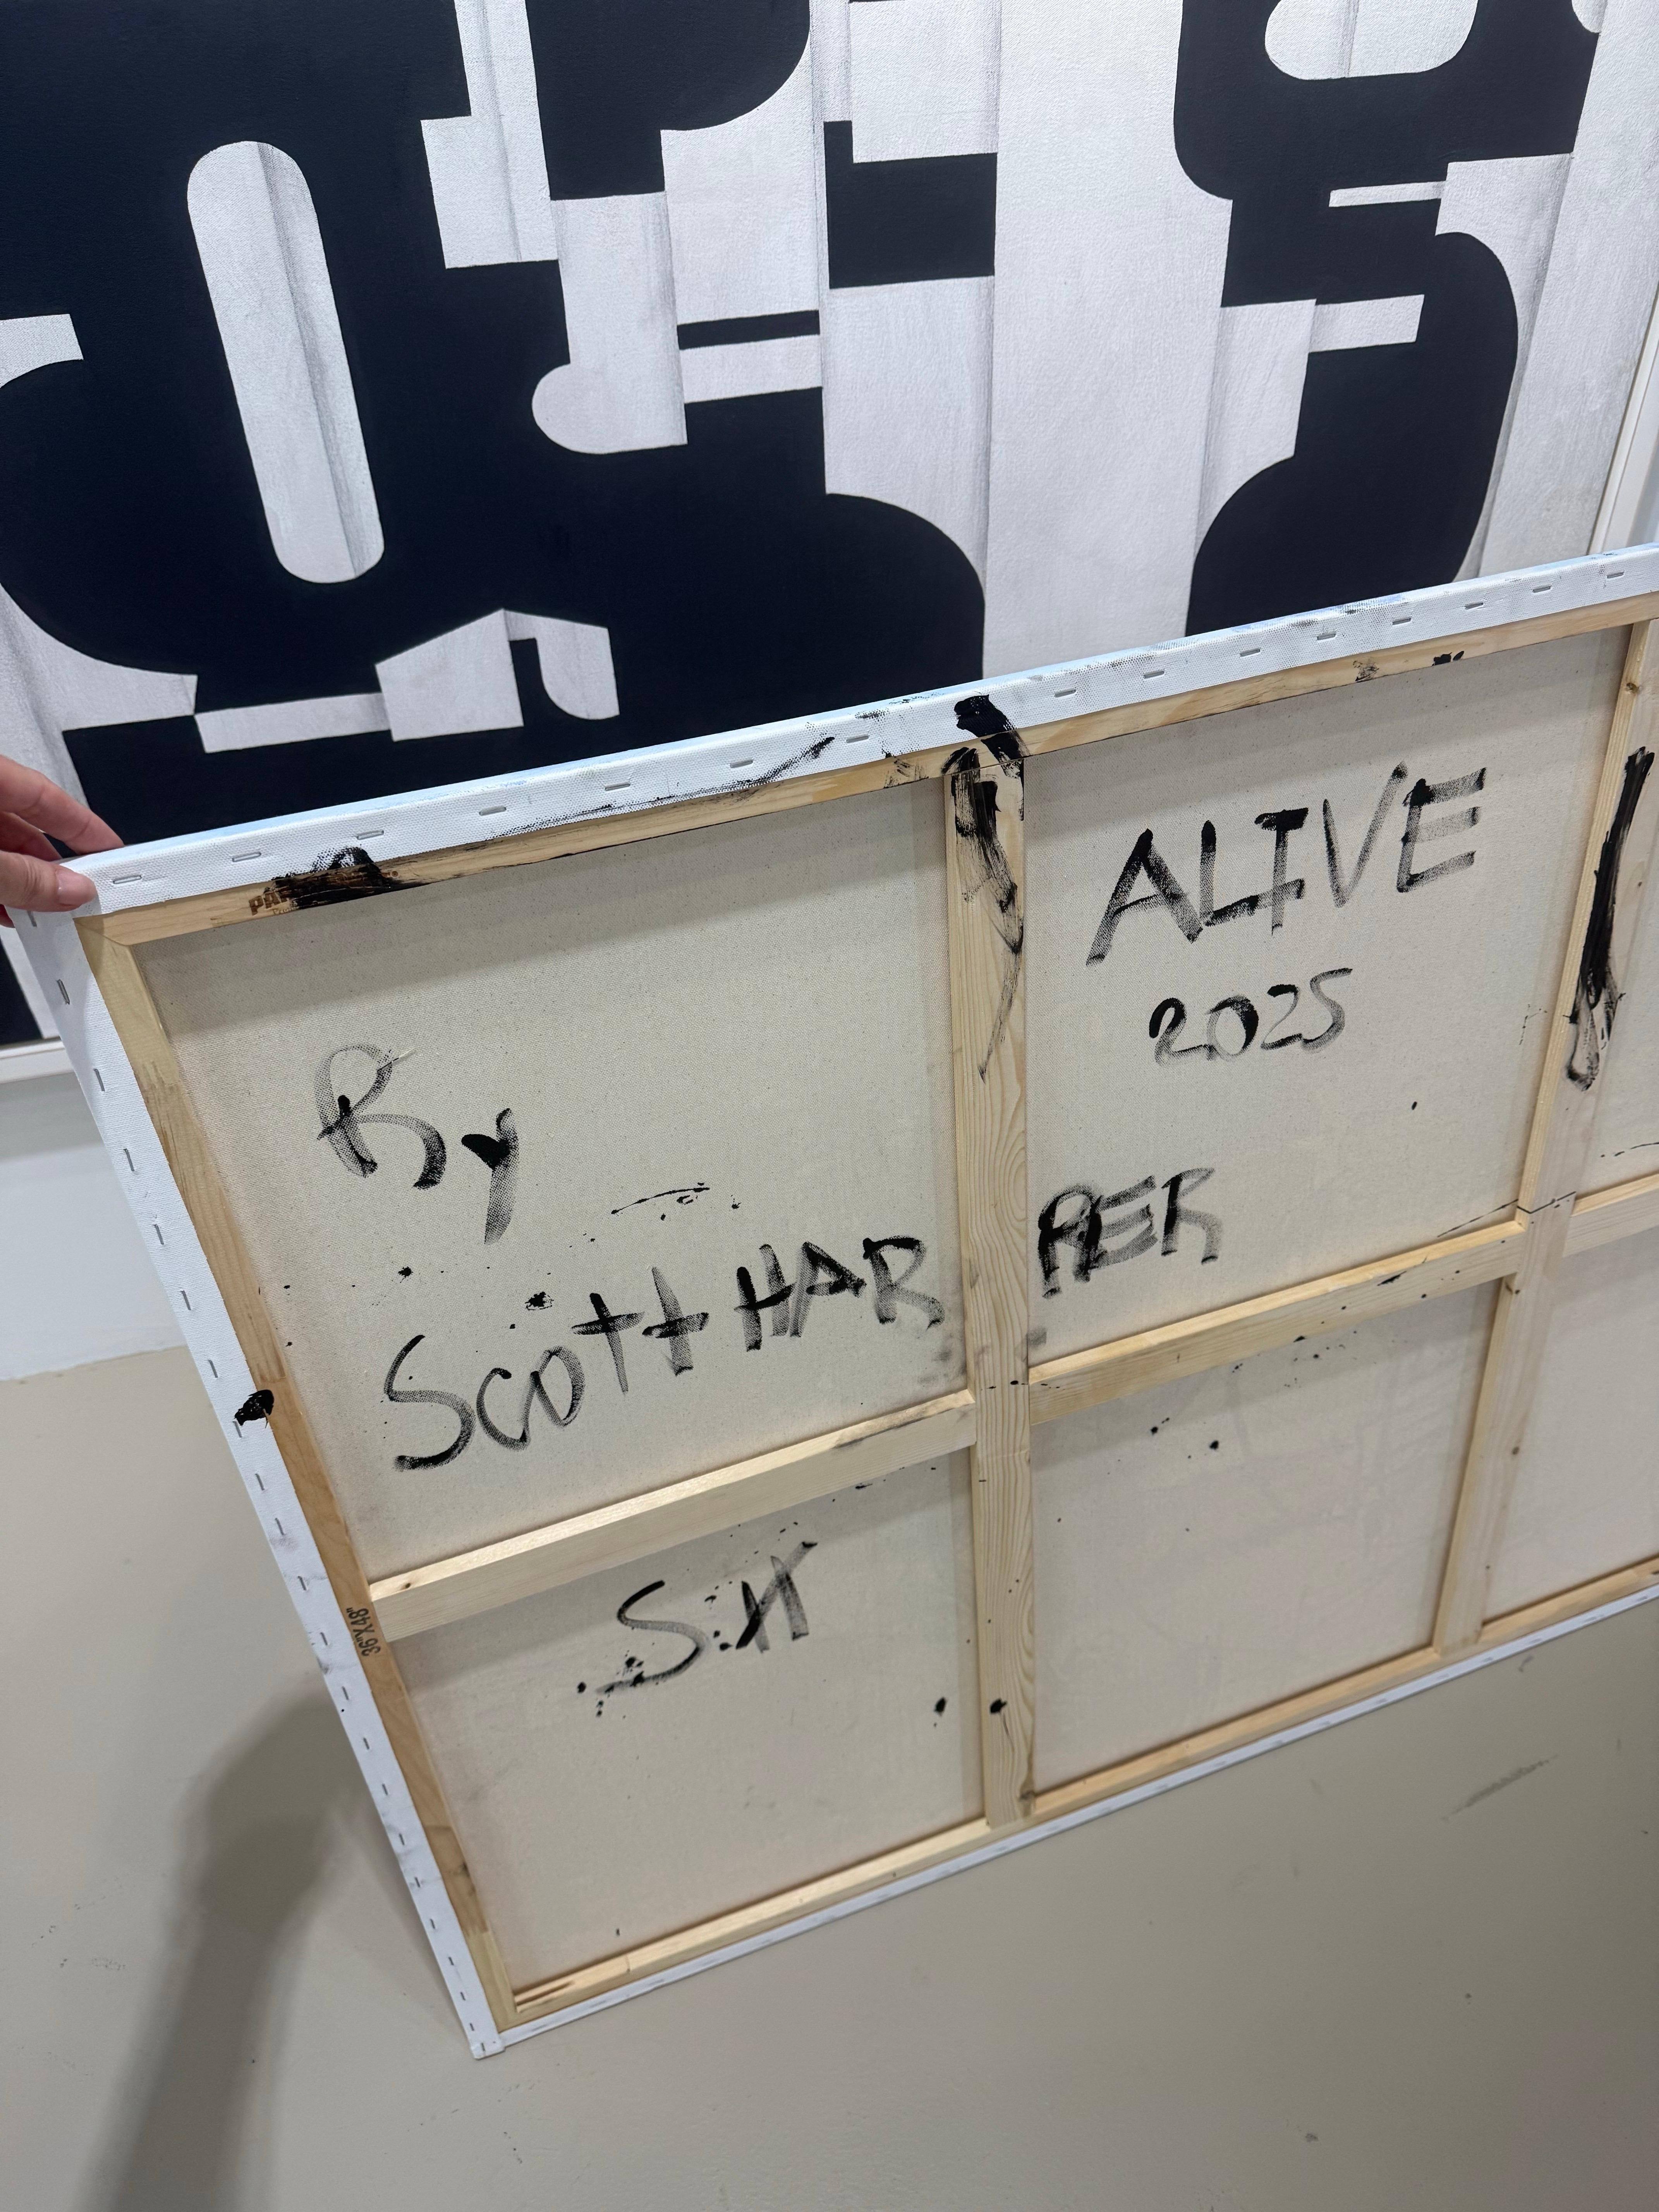 ALIVE
2025
By
Scott HARPER
S.H
36"X48"